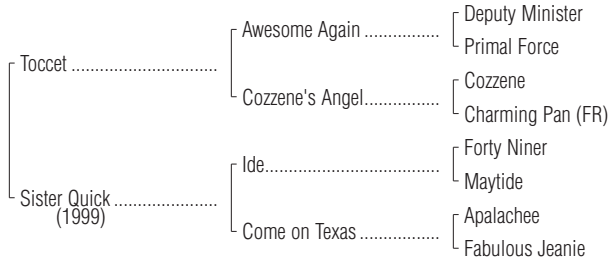 Deputy Minister
Awesome Again ................
Primal Force
Toccet ...............................
Cozzene
Cozzene's Angel................
Charming Pan (FR)
Forty Niner
Ide.....................................
Maytide
Sister Quick ......................
(1999)
Apalachee
Come on Texas .................
Fabulous Jeanie